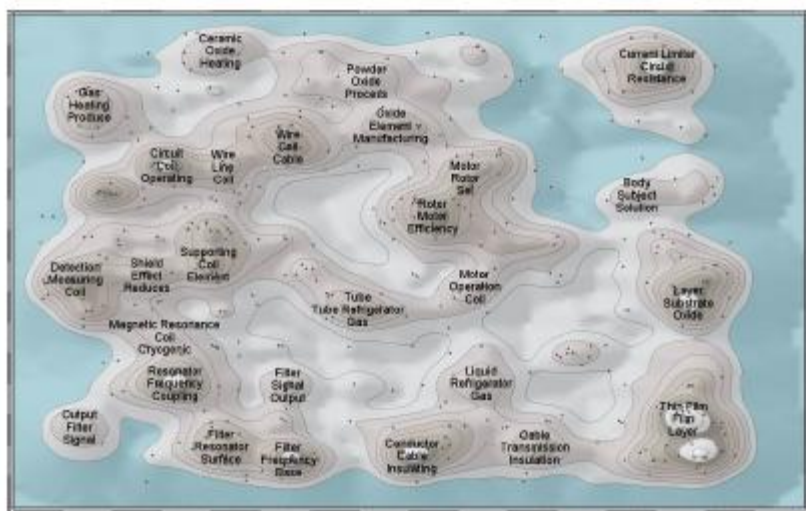 Ceramic
Oxide
Heating
Current Limiter
Circuit
Resistance
Powder
Oxide
Process
Gas
Heating
Produce
Oxide
Element
Manufacturing
Wire
Coil
Cable
Circuit
Coil
Operating
Wire
Line
Coil
Motor
Rotor
Set
Body
Subject
Solution
Rotor
Motor
Efficiency
Supporting
Coil
Element
Detection
Measuring
Coil
Shield
Effect
Reduces
Motor
Operation
Coil
Layer
Substrate
Oxide
Tube
Tube Refrigerator
Gas
Magnetic Resonance
Coil
Cryogenic
Resonator
Frequency
Coupling
Filter
Signal
Output
Liquid
Refrigerator
Gas
Thin Film
Film
Layer
Output
Filter
Signal
Filter
Resonator
Surface
Filter
Frequency
Base
Conductor
Cable
Insulating
Cable
Transmission
Insulation